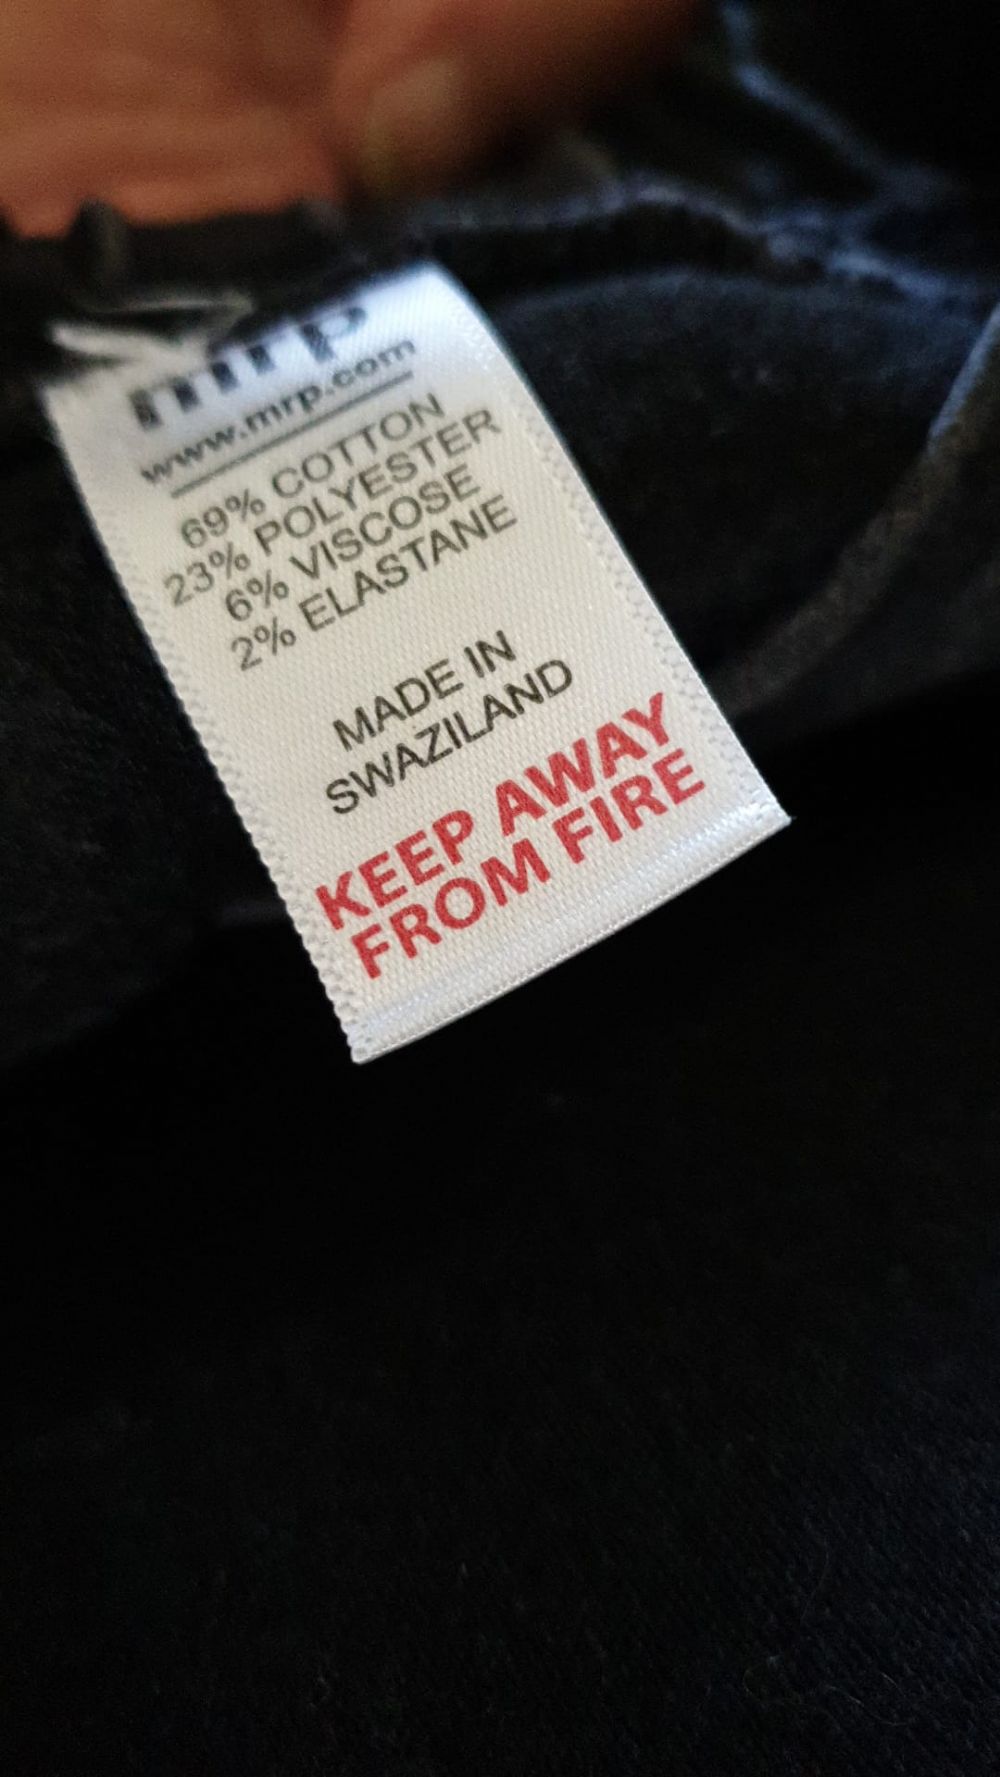 mrp
www.mrp.com
69% COTTON
23% POLYESTER
6% VISCOSE
2% ELASTANE
MADE IN
SWAZILAND
KEEP AWAY
FROM FIRE